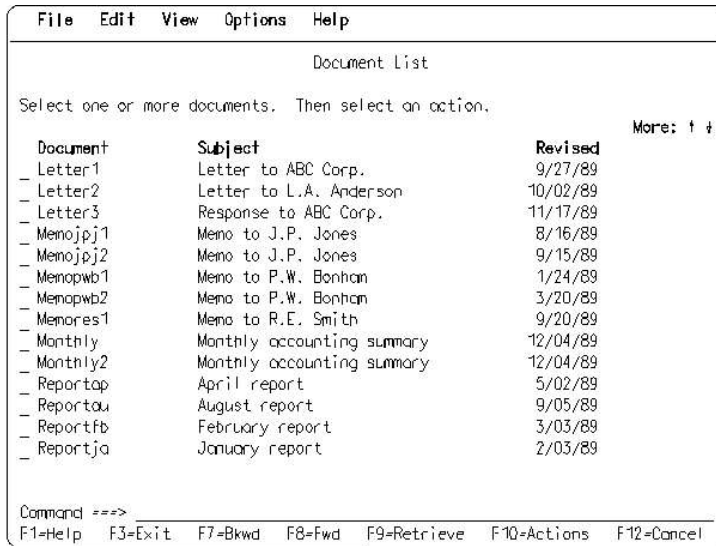 File Edit View Options Help
Document List
Select one or more documents. Then select an action.
More: ↑ ↓
Document Subject Revised
_ Letter1 Letter to ABC Corp. 9/27/89
_ Letter2 Letter to L.A. Anderson 10/02/89
_ Letter3 Response to ABC Corp. 11/17/89
_ Memojpj1 Memo to J.P. Jones 8/16/89
_ Memojpj2 Memo to J.P. Jones 9/15/89
_ Memopwb1 Memo to P.W. Bonham 1/24/89
_ Memopwb2 Memo to P.W. Bonham 3/20/89
_ Memores1 Memo to R.E. Smith 9/20/89
_ Monthly Monthly accounting summary 12/04/89
_ Monthly2 Monthly accounting summary 12/04/89
_ Reportap April report 5/02/89
_ Reportau August report 9/05/89
_ Reportfb February report 3/03/89
_ Reportja January report 2/03/89
Command ===>
F1=Help F3=Exit F7=Bkwd F8=Fwd F9=Retrieve F10=Actions F12=Cancel